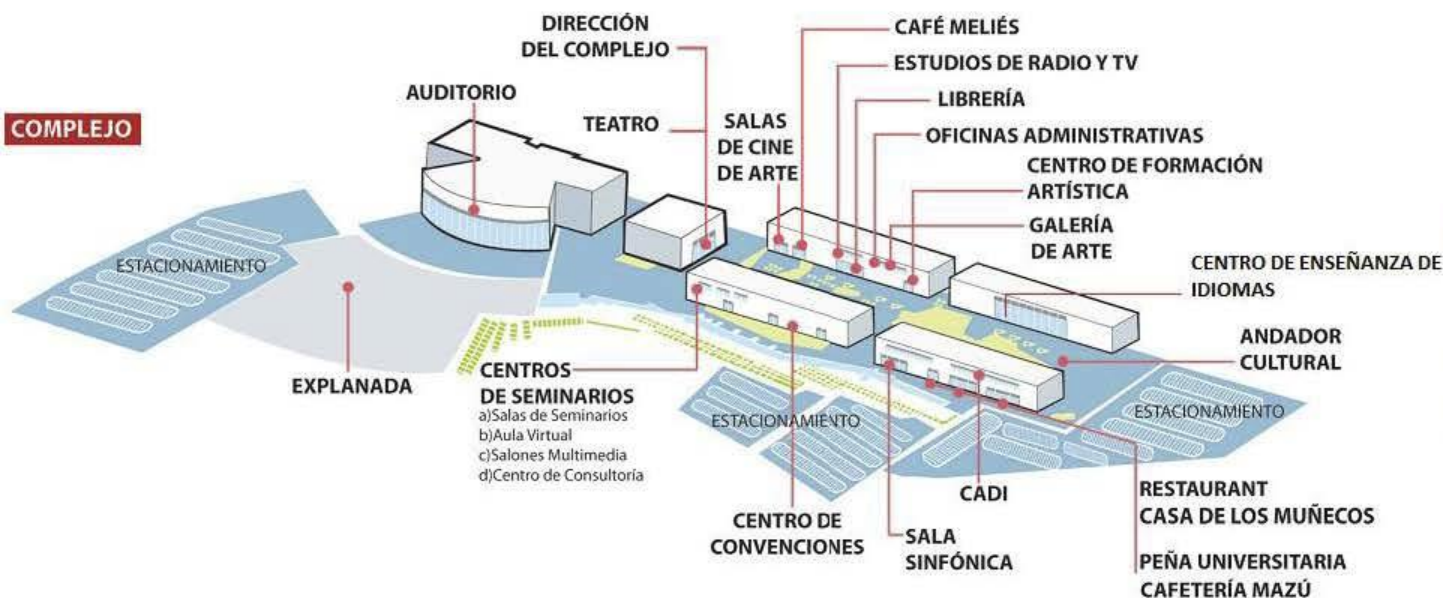 COMPLEJO
DIRECCIÓN
DEL COMPLEJO
AUDITORIO
TEATRO
SALAS
DE CINE
DE ARTE
CAFÉ MELIÉS
ESTUDIOS DE RADIO Y TV
LIBRERÍA
OFICINAS ADMINISTRATIVAS
CENTRO DE FORMACIÓN
ARTÍSTICA
GALERÍA
DE ARTE
CENTRO DE ENSEÑANZA DE
IDIOMAS
ANDADOR
CULTURAL
ESTACIONAMIENTO
EXPLANADA
CENTROS
DE SEMINARIOS
a)Salas de Seminarios
b)Aula Virtual
c)Salones Multimedia
d)Centro de Consultoría
ESTACIONAMIENTO
ESTACIONAMIENTO
CENTRO DE
CONVENCIONES
SALA
SINFÓNICA
CADI
RESTAURANT
CASA DE LOS MUÑECOS
PEÑA UNIVERSITARIA
CAFETERÍA MAZÚ